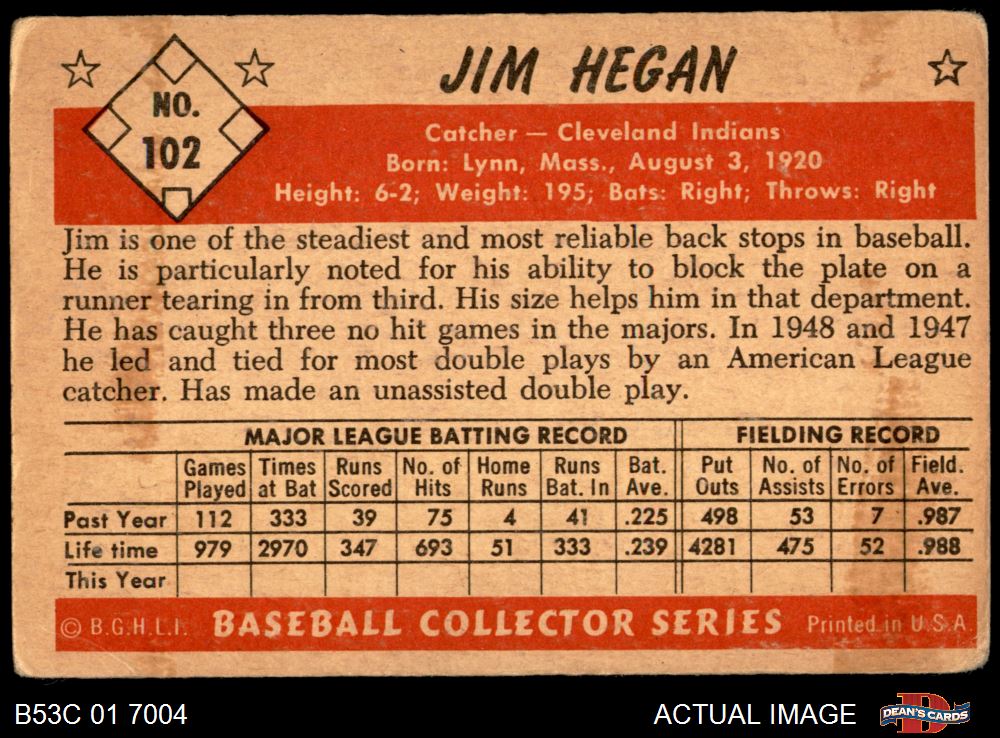 JIM HEGAN
NO.
102
Catcher — Cleveland Indians
Born: Lynn, Mass., August 3, 1920
Height: 6-2; Weight: 195; Bats: Right; Throws: Right
Jim is one of the steadiest and most reliable back stops in baseball.
He is particularly noted for his ability to block the plate on a
runner tearing in from third. His size helps him in that department.
He has caught three no hit games in the majors. In 1948 and 1947
he led and tied for most double plays by an American League
catcher. Has made an unassisted double play.
MAJOR LEAGUE BATTING RECORD FIELDING RECORD
Games Times Runs No. of Home Runs Bat. Put No. of No. of Field.
Played at Bat Scored Hits Runs Bat. In Ave. Outs Assists Errors Ave.
Past Year 112 333 39 75 4 41 .225 498 53 7 .987
Life time 979 2970 347 693 51 333 .239 4281 475 52 .988
This Year
© B.G.H.L.I. BASEBALL COLLECTOR SERIES Printed in U.S.A.
B53C 01 7004 ACTUAL IMAGE DEAN'S CARDS